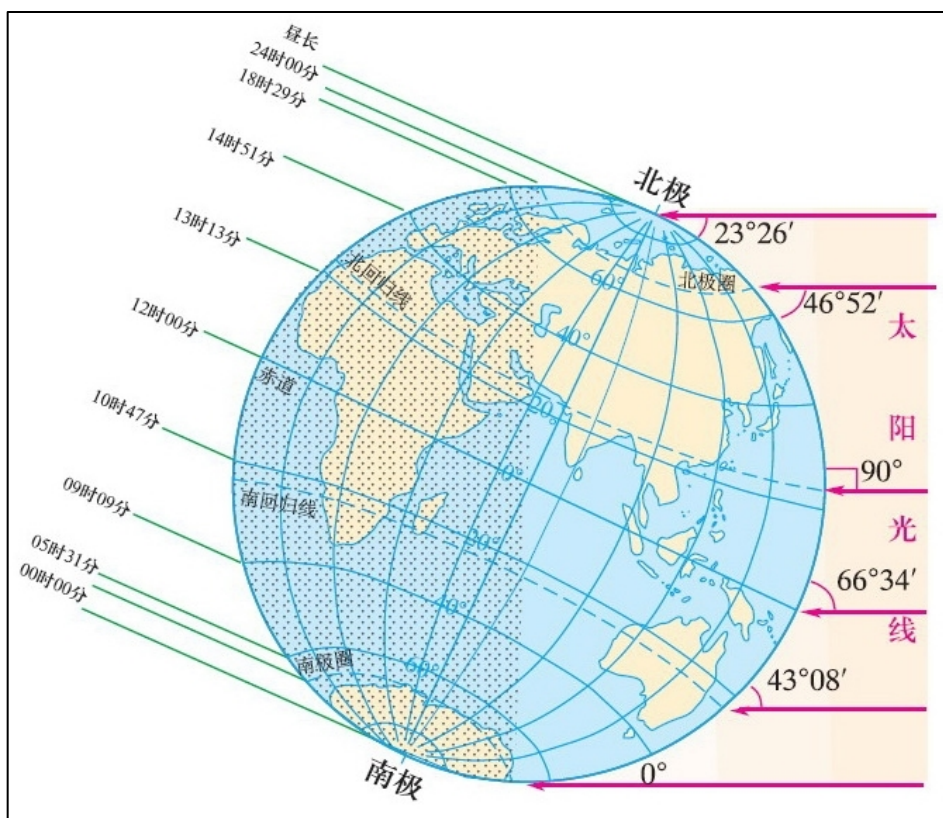 昼长
24时00分
18时29分
14时51分
13时13分
12时00分
10时47分
09时09分
05时31分
00时00分
北极
23°26′
北极圈
46°52′
60°
北回归线
40°
太
阳
光
线
赤道
20°
90°
0°
南回归线
20°
66°34′
40°
43°08′
南极圈
60°
南极
0°